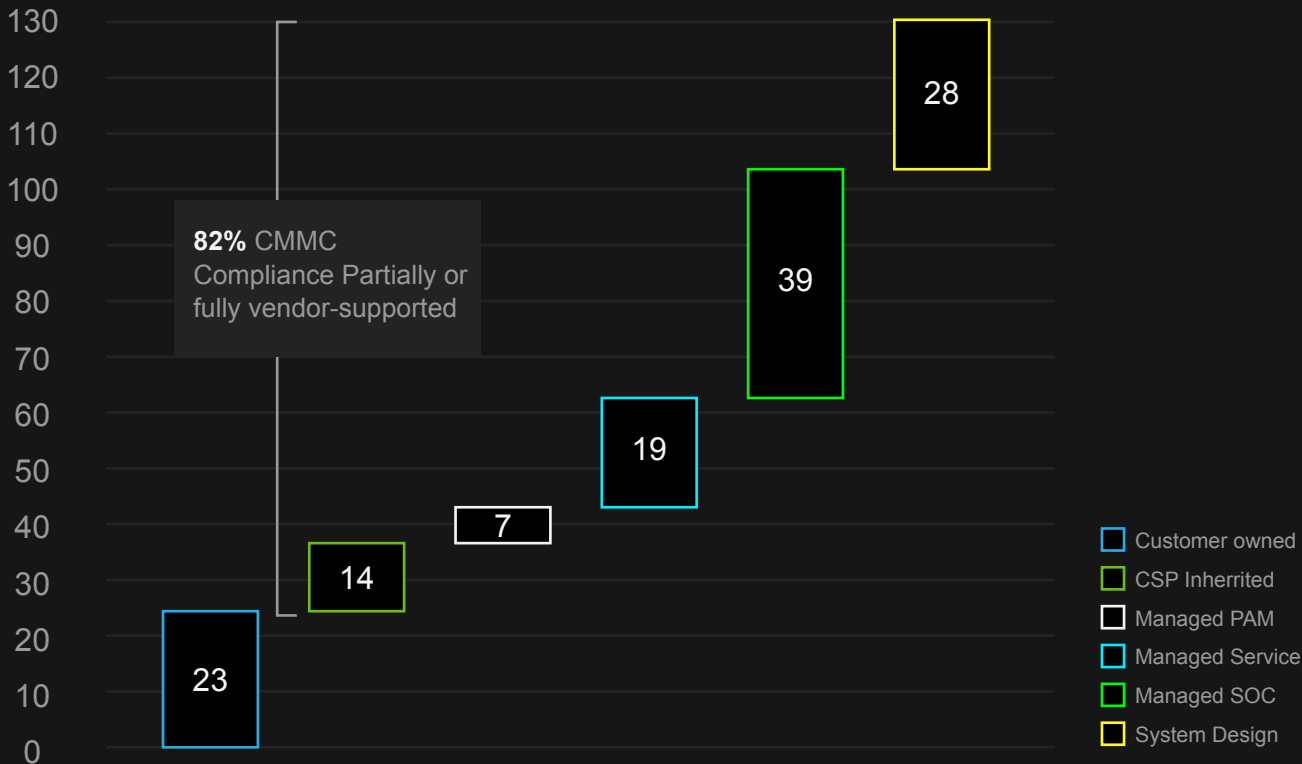 130
120
110
100
90
80
70
60
50
40
30
20
10
0
82% CMMC
Compliance Partially or
fully vendor-supported
23
14
7
19
39
28
Customer owned
CSP Inherrited
Managed PAM
Managed Service
Managed SOC
System Design